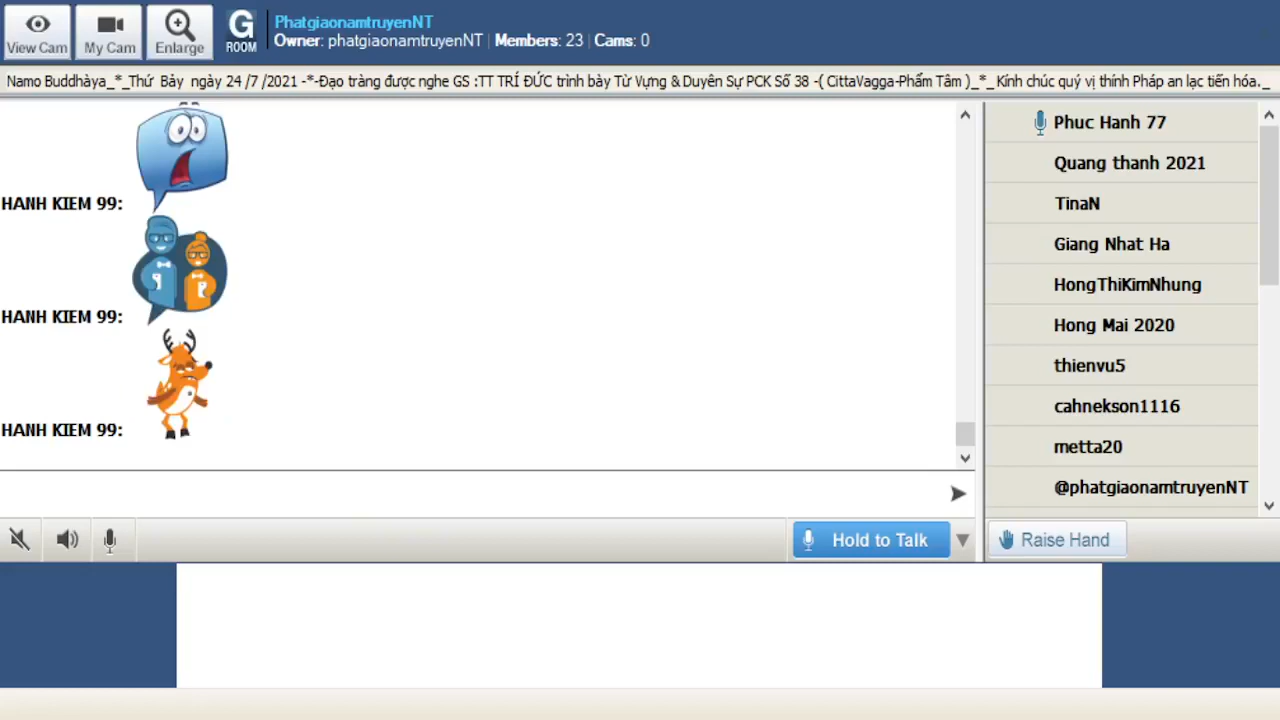 View Cam
My Cam
Enlarge
G
ROOM
PhatgiaonamtruyenNT
Owner: phatgiaonamtruyenNT | Members: 23 | Cams: 0
Namo Buddhàya_*_Thứ Bảy ngày 24 /7 /2021 -*-Đạo tràng được nghe GS :TT TRÍ ĐỨC trình bày Từ Vựng & Duyên Sự PCK Số 38 -( CittaVagga-Phẩm Tâm )_*_Kính chúc quý vị thính Pháp an lạc tiến hóa._
HANH KIEM 99:
HANH KIEM 99:
HANH KIEM 99:
Phuc Hanh 77
Quang thanh 2021
TinaN
Giang Nhat Ha
HongThiKimNhung
Hong Mai 2020
thienvu5
cahnekson1116
metta20
@phatgiaonamtruyenNT
Hold to Talk
Raise Hand